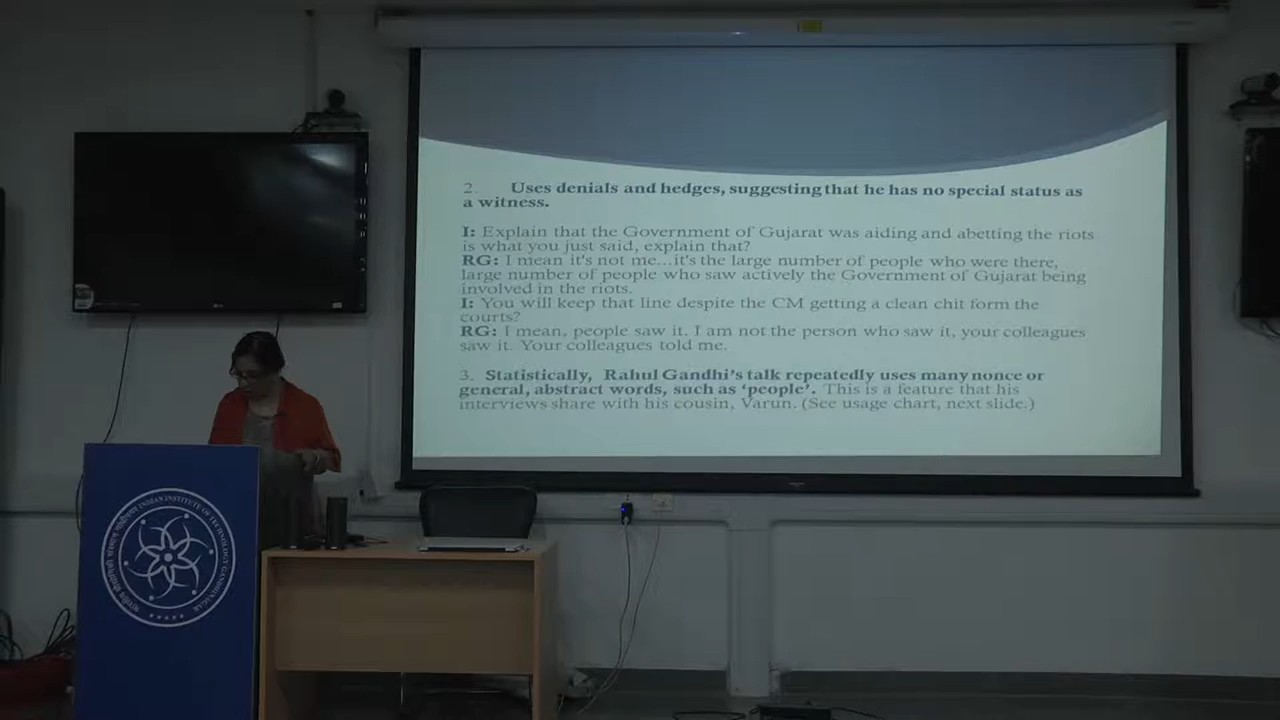 2. Uses denials and hedges, suggesting that he has no special status as
a witness.
I: Explain that the Government of Gujarat was aiding and abetting the riots
is what you just said, explain that?
RG: I mean it's not me...it's the large number of people who were there,
large number of people who saw actively the Government of Gujarat being
involved in the riots.
I: You will keep that line despite the CM getting a clean chit form the
courts?
RG: I mean, people saw it. I am not the person who saw it, your colleagues
saw it. Your colleagues told me.
3. Statistically, Rahul Gandhi's talk repeatedly uses many nonce or
general, abstract words, such as 'people'. This is a feature that his
interviews share with his cousin, Varun. (See usage chart, next slide.)
INDIAN INSTITUTE OF TECHNOLOGY GANDHINAGAR